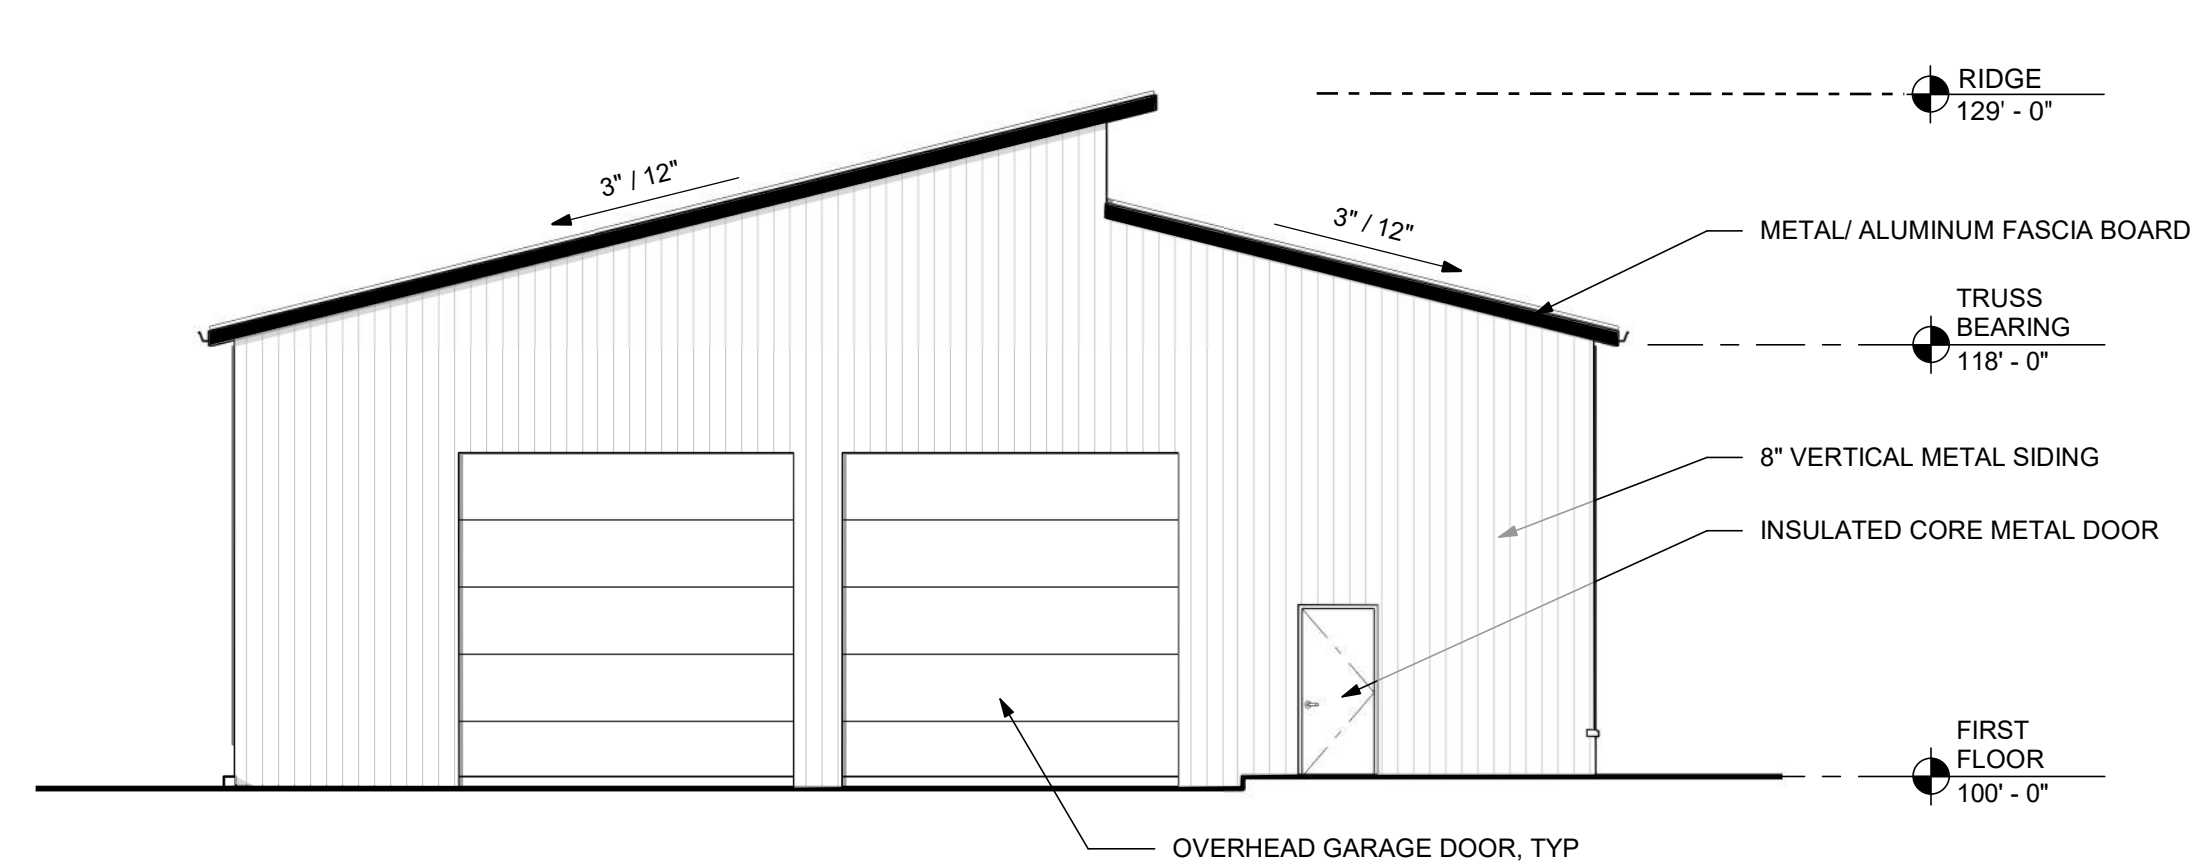 RIDGE
129' - 0"
3" / 12"
3" / 12"
METAL/ ALUMINUM FASCIA BOARD
TRUSS
BEARING
118' - 0"
8" VERTICAL METAL SIDING
INSULATED CORE METAL DOOR
FIRST
FLOOR
100' - 0"
OVERHEAD GARAGE DOOR, TYP